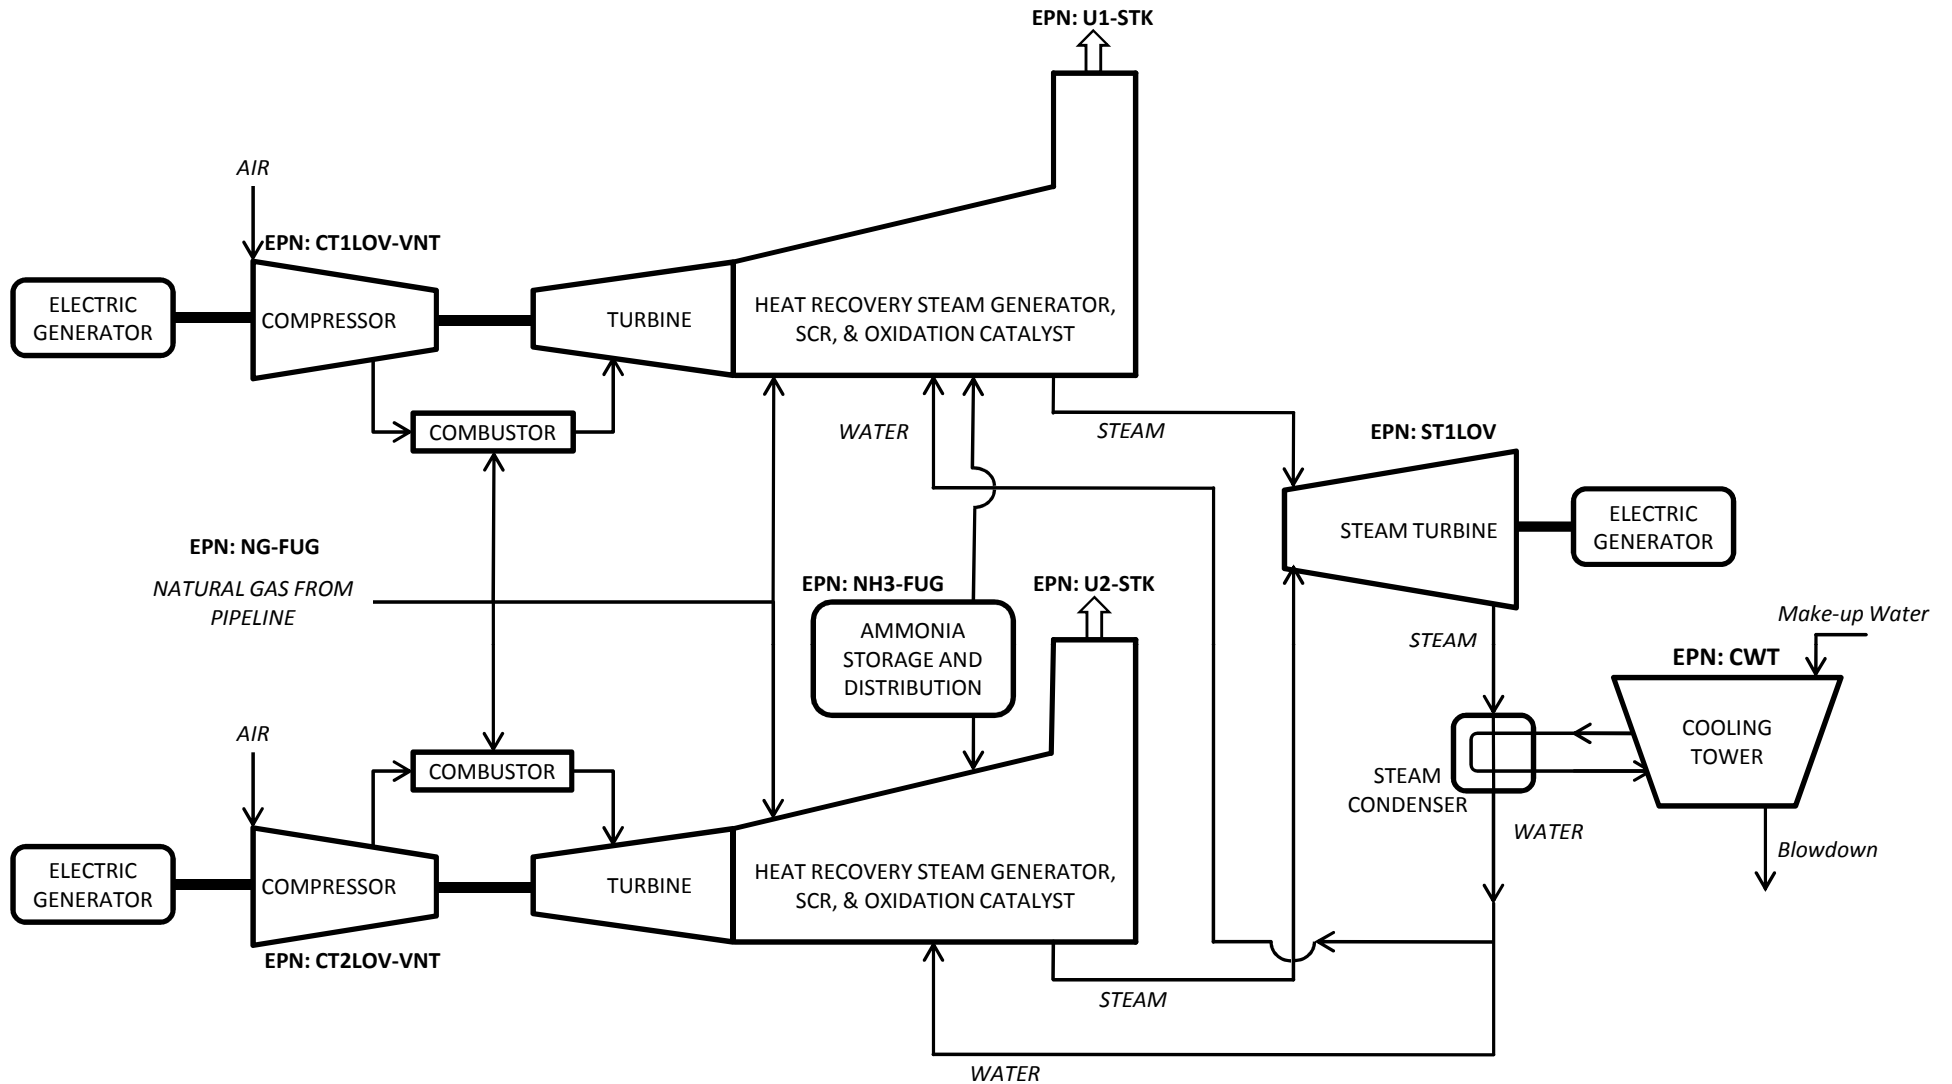 EPN: U1-STK
AIR
EPN: CT1LOV-VNT
ELECTRIC
GENERATOR
COMPRESSOR
TURBINE
HEAT RECOVERY STEAM GENERATOR,
SCR, & OXIDATION CATALYST
COMBUSTOR
WATER
STEAM
EPN: ST1LOV
STEAM TURBINE
ELECTRIC
GENERATOR
EPN: NG-FUG
NATURAL GAS FROM
PIPELINE
EPN: NH3-FUG
AMMONIA
STORAGE AND
DISTRIBUTION
EPN: U2-STK
STEAM
Make-up Water
EPN: CWT
COOLING
TOWER
STEAM
CONDENSER
WATER
Blowdown
AIR
COMBUSTOR
ELECTRIC
GENERATOR
COMPRESSOR
TURBINE
HEAT RECOVERY STEAM GENERATOR,
SCR, & OXIDATION CATALYST
EPN: CT2LOV-VNT
STEAM
WATER